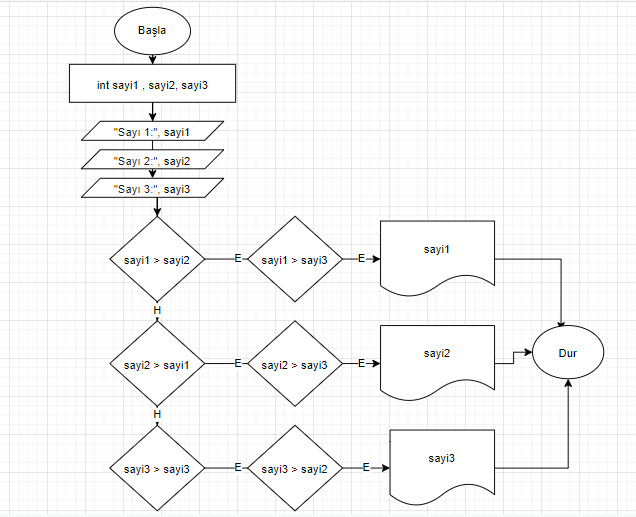 Başla
int sayi1 , sayi2, sayi3
"Sayı 1:", sayi1
"Sayı 2:", sayi2
"Sayı 3:", sayi3
sayi1 > sayi2
E
sayi1 > sayi3
E
sayi1
H
sayi2 > sayi1
E
sayi2 > sayi3
E
sayi2
Dur
H
sayi3 > sayi3
E
sayi3 > sayi2
E
sayi3